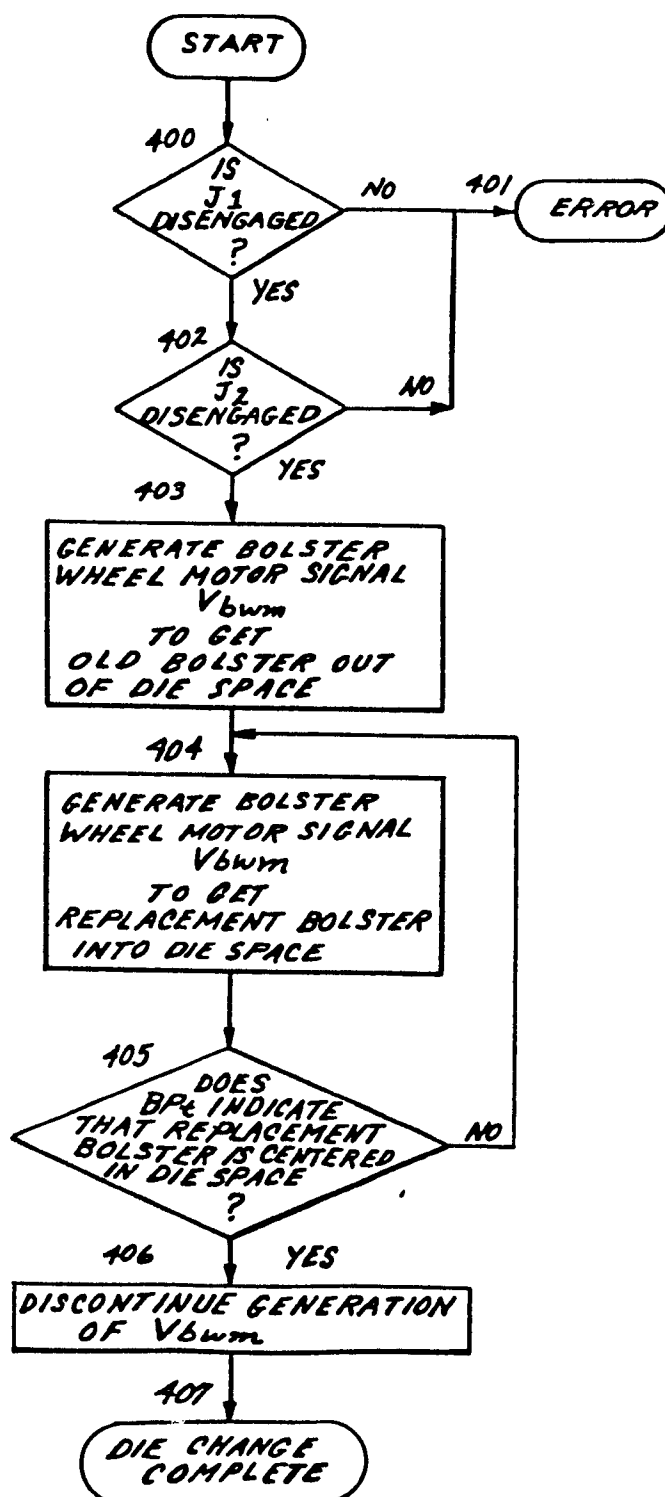 START
400
IS
J1
DISENGAGED
?
NO
401
ERROR
YES
402
IS
J2
DISENGAGED
?
NO
YES
403
GENERATE BOLSTER
WHEEL MOTOR SIGNAL
Vbwm
TO GET
OLD BOLSTER OUT
OF DIE SPACE
404
GENERATE BOLSTER
WHEEL MOTOR SIGNAL
Vbwm
TO GET
REPLACEMENT BOLSTER
INTO DIE SPACE
405
DOES
BPt INDICATE
THAT REPLACEMENT
BOLSTER IS CENTERED
IN DIE SPACE
?
NO
406
YES
DISCONTINUE GENERATION
OF Vbwm
407
DIE CHANGE
COMPLETE